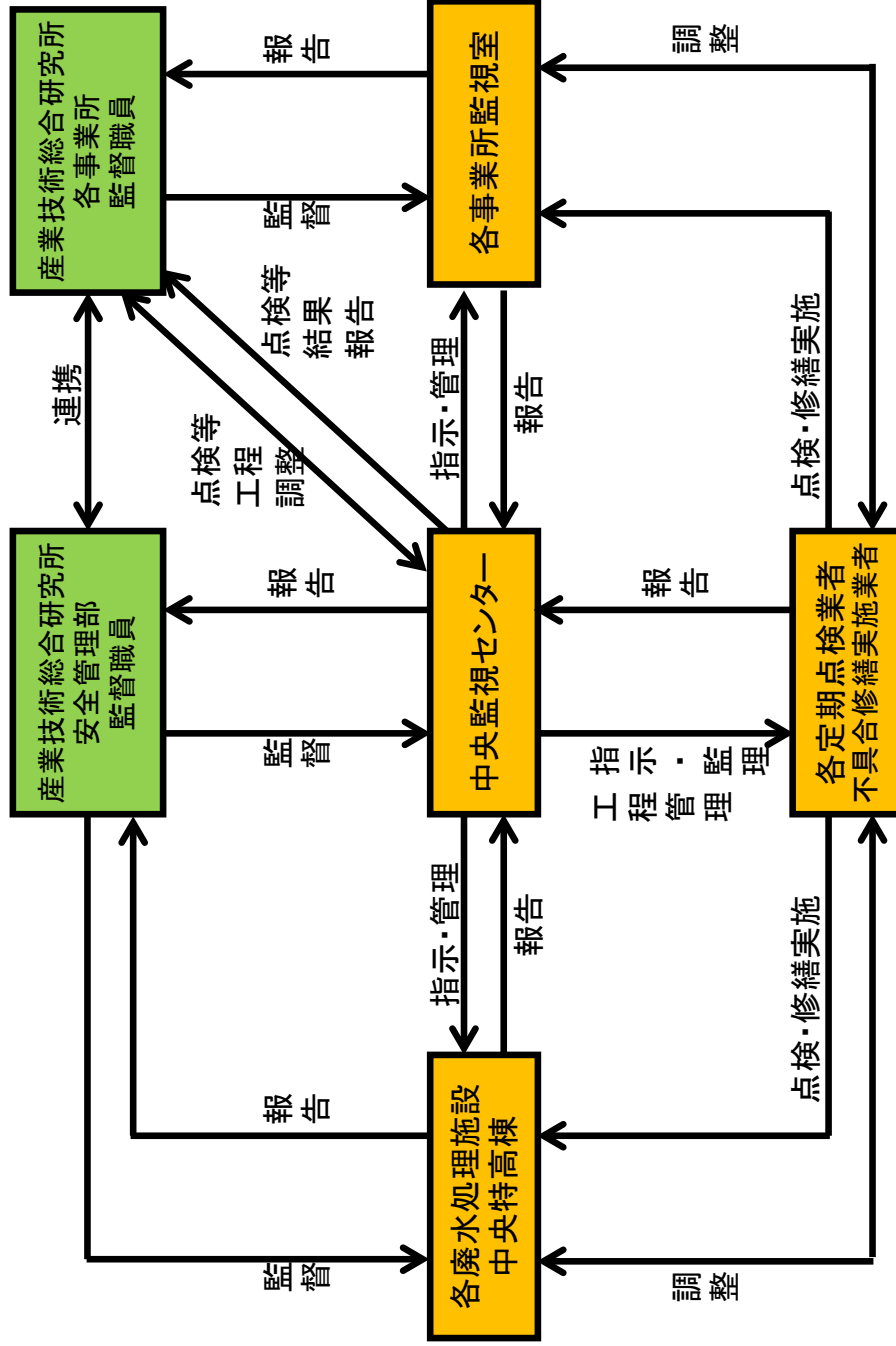 産業技術総合研究所
安全管理部
監督職員
連携
産業技術総合研究所
各事業所
監督職員
監督
報告
監督
報告
点検等
工程
調整
点検等
結果
報告
監督
報告
各廃水処理施設
中央特高棟
指示・管理
報告
中央監視センター
指示・管理
報告
各事業所監視室
調整
点検・修繕実施
指示・監理
工程管理
報告
点検・修繕実施
調整
各定期点検業者
不具合修繕実施業者